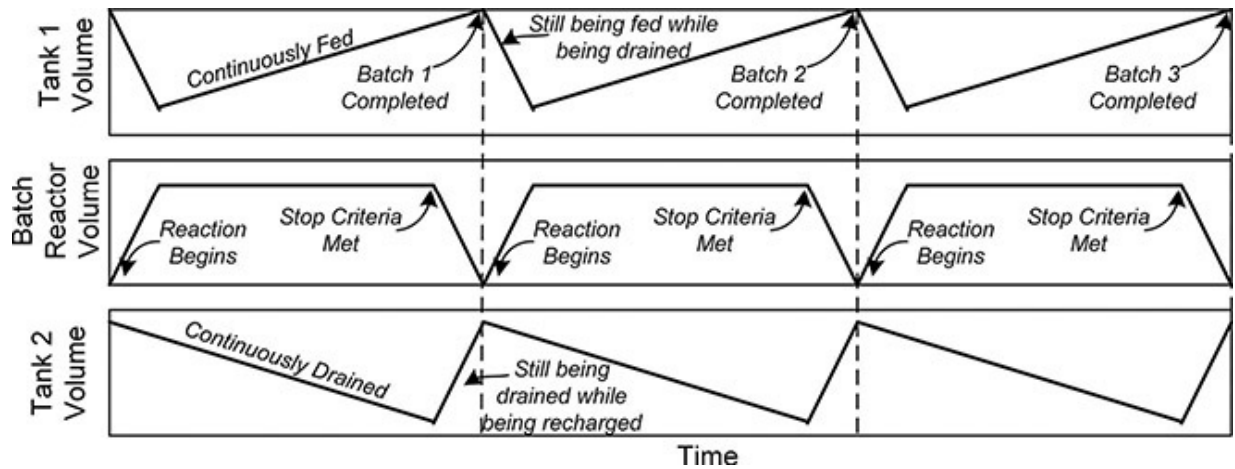 Tank 1
Volume
Continuously Fed
Batch 1
Completed
Still being fed while
being drained
Batch 2
Completed
Batch 3
Completed
Batch
Reactor
Volume
Reaction
Begins
Stop Criteria
Met
Reaction
Begins
Stop Criteria
Met
Reaction
Begins
Stop Criteria
Met
Tank 2
Volume
Continuously Drained
Still being
drained while
being recharged
Time